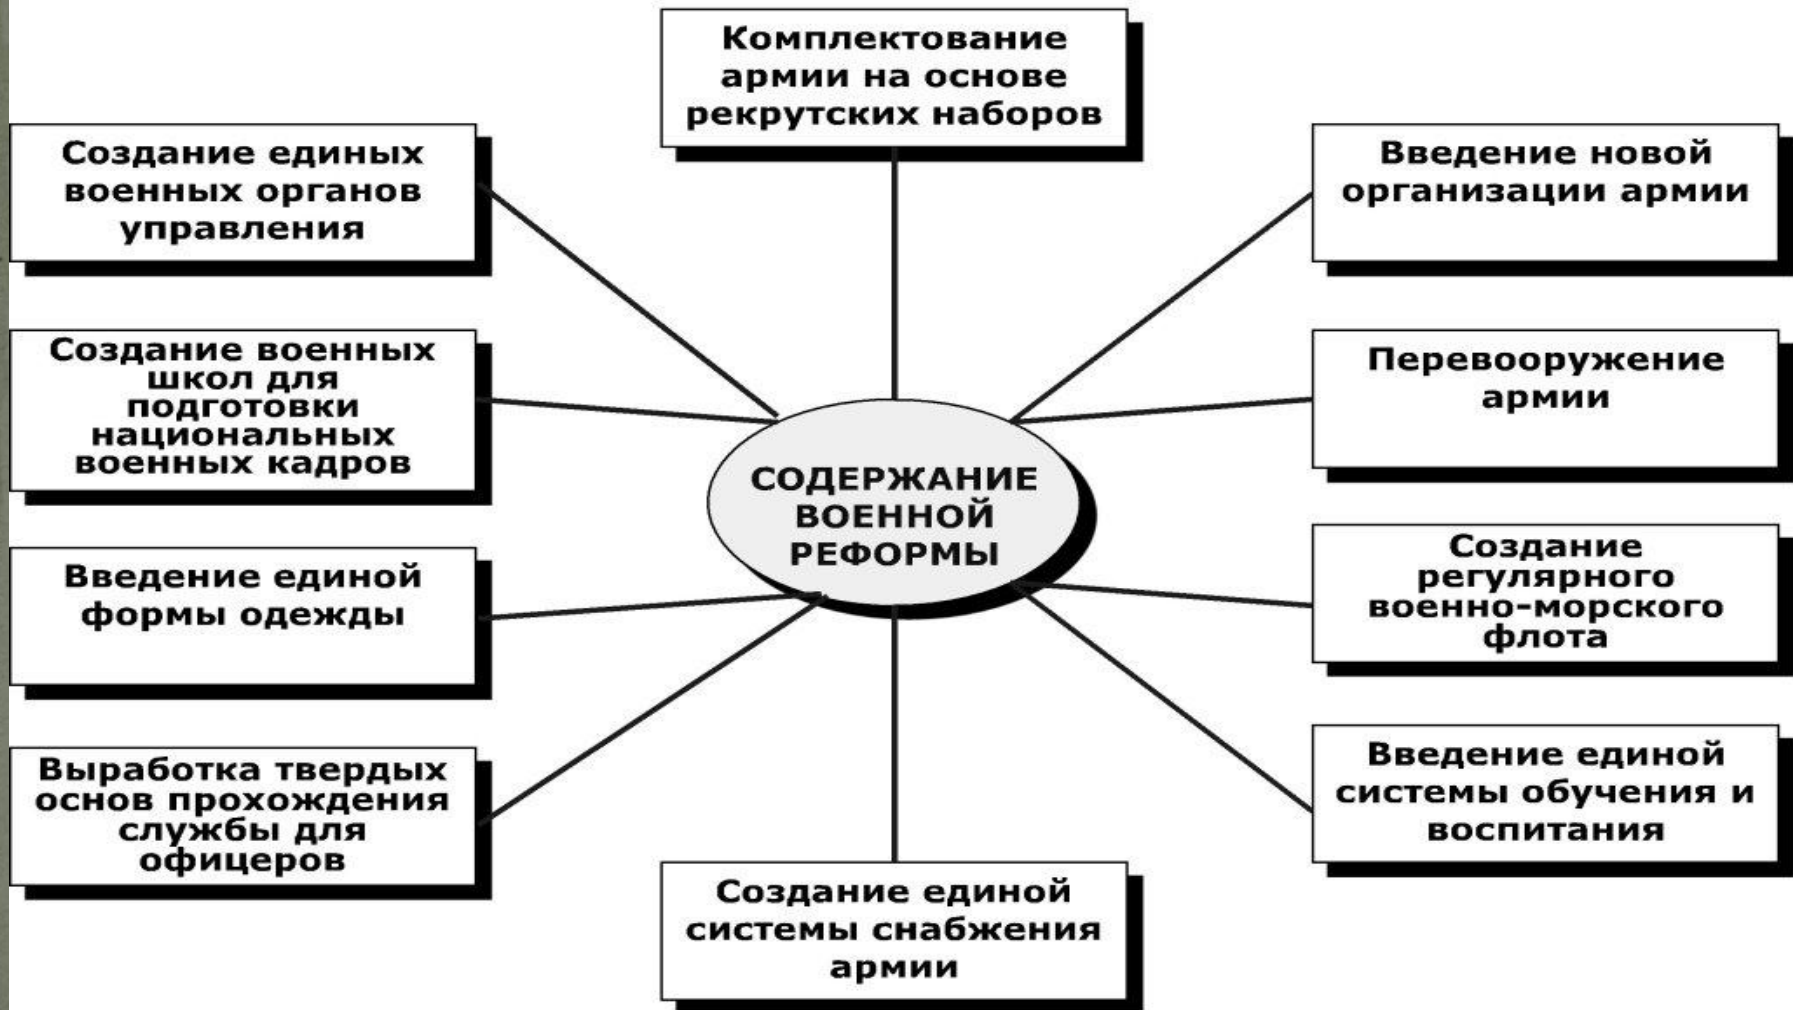 Комплектование
армии на основе
рекрутских наборов
Создание единых
военных органов
управления
Введение новой
организации армии
Создание военных
школ для
подготовки
национальных
военных кадров
Перевооружение
армии
СОДЕРЖАНИЕ
ВОЕННОЙ
РЕФОРМЫ
Введение единой
формы одежды
Создание
регулярного
военно-морского
флота
Выработка твердых
основ прохождения
службы для
офицеров
Введение единой
системы обучения и
воспитания
Создание единой
системы снабжения
армии